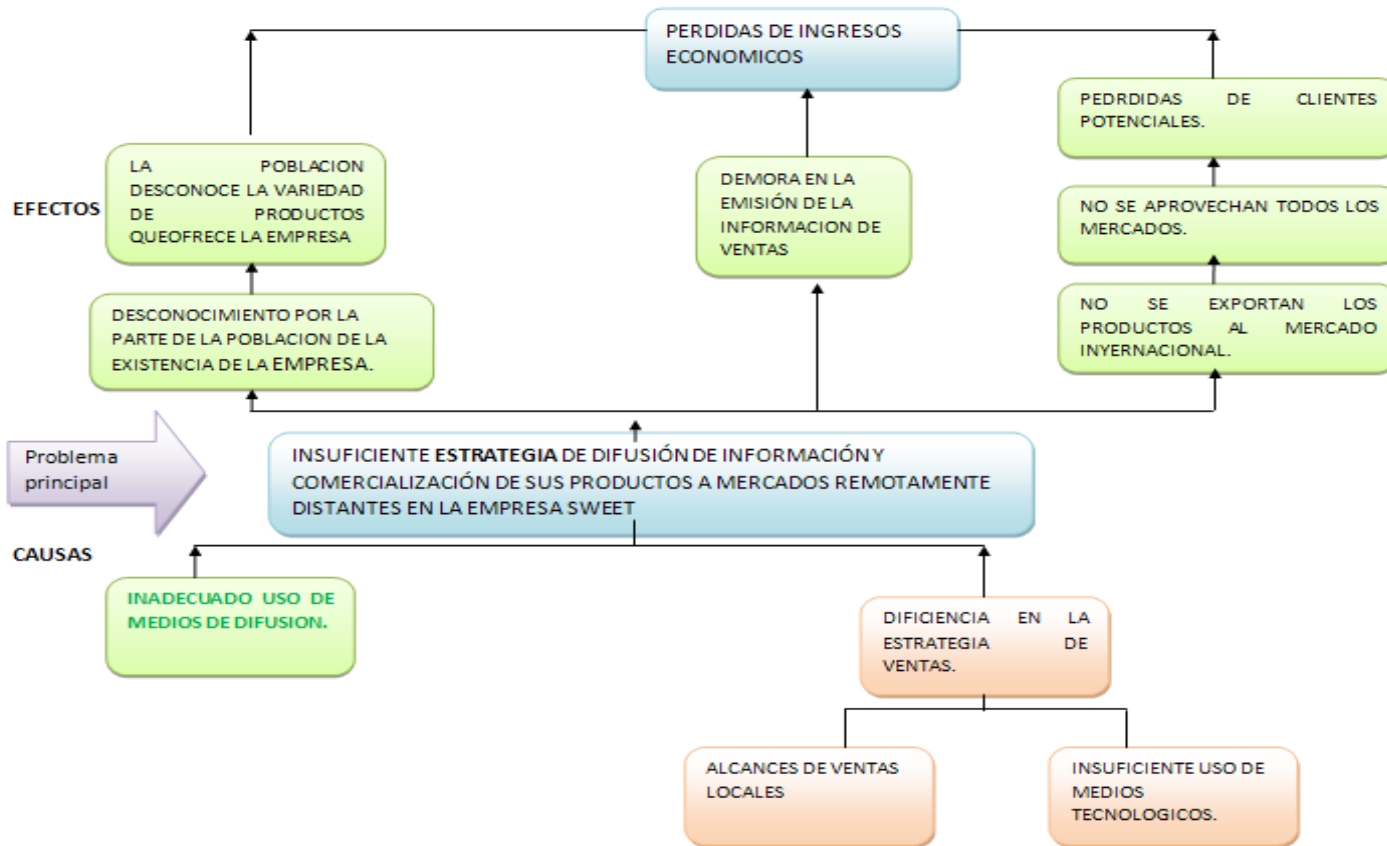 PERDIDAS DE INGRESOS
ECONOMICOS
PEDRDIDAS DE CLIENTES
POTENCIALES.
LA POBLACION
DESCONOCE LA VARIEDAD
DE PRODUCTOS
QUEOFRECE LA EMPRESA
DEMORA EN LA
EMISIÓN DE LA
INFORMACION DE
VENTAS
EFECTOS
NO SE APROVECHAN TODOS LOS
MERCADOS.
DESCONOCIMIENTO POR LA
PARTE DE LA POBLACION DE LA
EXISTENCIA DE LA EMPRESA.
NO SE EXPORTAN LOS
PRODUCTOS AL MERCADO
INYERNACIONAL.
Problema
principal
INSUFICIENTE ESTRATEGIA DE DIFUSIÓN DE INFORMACIÓN Y
COMERCIALIZACIÓN DE SUS PRODUCTOS A MERCADOS REMOTAMENTE
DISTANTES EN LA EMPRESA SWEET
CAUSAS
INADECUADO USO DE
MEDIOS DE DIFUSION.
DIFICIENCIA EN LA
ESTRATEGIA DE
VENTAS.
ALCANCES DE VENTAS
LOCALES
INSUFICIENTE USO DE
MEDIOS
TECNOLOGICOS.